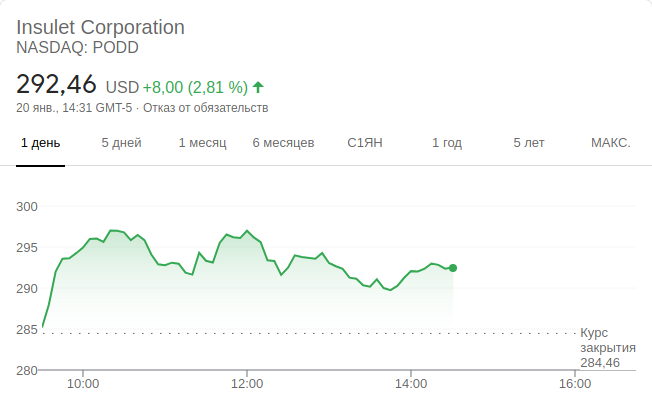 Insulet Corporation
NASDAQ: PODD
292,46 USD +8,00 (2,81 %)
20 янв., 14:31 GMT-5 · Отказ от обязательств
1 день 5 дней 1 месяц 6 месяцев С1ЯН 1 год 5 лет МАКС.
300
295
290
285
Курс
закрытия
284,46
280
10:00 12:00 14:00 16:00